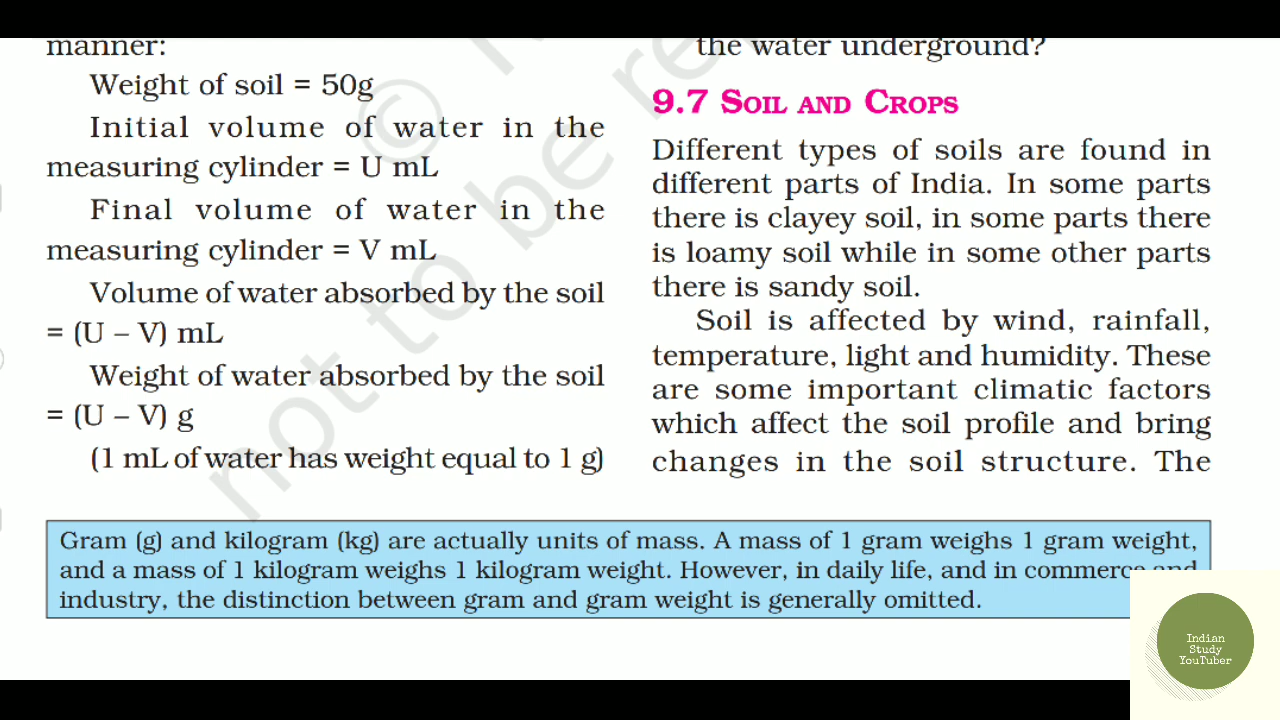 manner:
Weight of soil = 50g
Initial volume of water in the
measuring cylinder = U mL
Final volume of water in the
measuring cylinder = V mL
Volume of water absorbed by the soil
= (U – V) mL
Weight of water absorbed by the soil
= (U – V) g
(1 mL of water has weight equal to 1 g)
the water underground?
9.7 SOIL AND CROPS
Different types of soils are found in
different parts of India. In some parts
there is clayey soil, in some parts there
is loamy soil while in some other parts
there is sandy soil.
Soil is affected by wind, rainfall,
temperature, light and humidity. These
are some important climatic factors
which affect the soil profile and bring
changes in the soil structure. The
Gram (g) and kilogram (kg) are actually units of mass. A mass of 1 gram weighs 1 gram weight,
and a mass of 1 kilogram weighs 1 kilogram weight. However, in daily life, and in commerce and
industry, the distinction between gram and gram weight is generally omitted.
©
not to be
Indian
Study
YouTuber